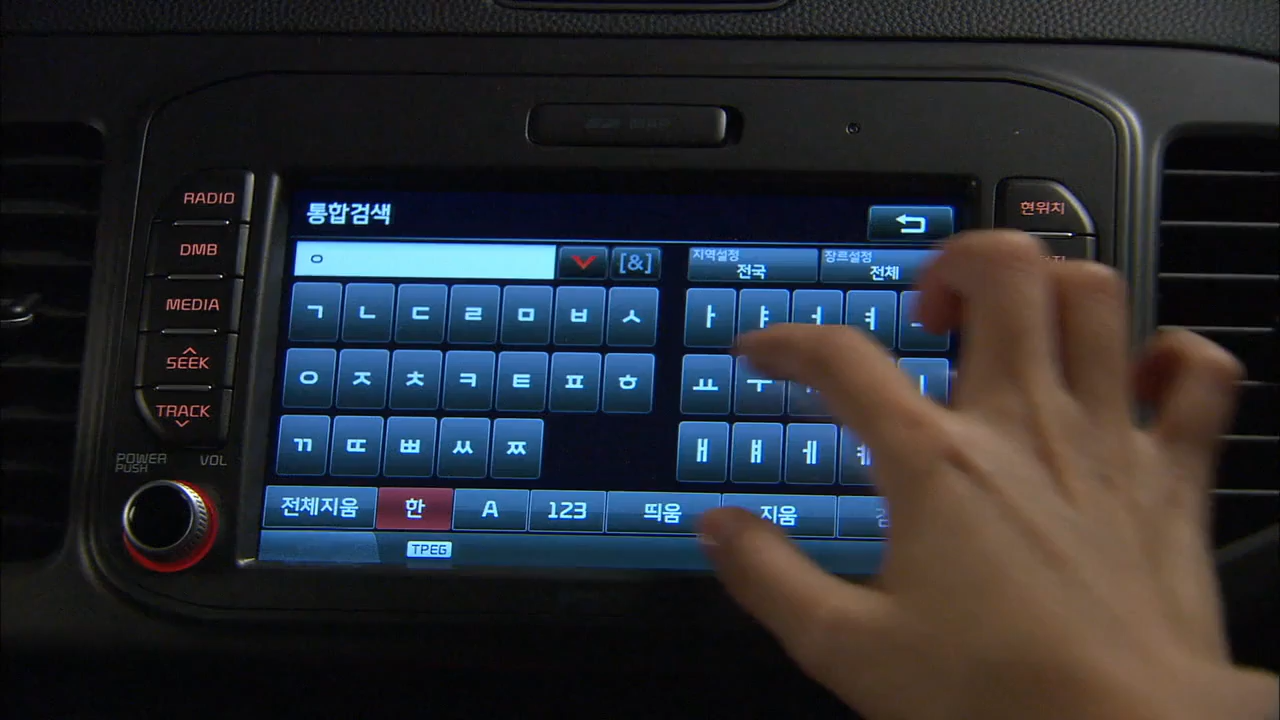 RADIO
DMB
MEDIA
SEEK
TRACK
POWER
PUSH
VOL
통합검색
현위치
ㅇ
[&]
지역설정
전국
장르설정
전체
ㄱ ㄴ ㄷ ㄹ ㅁ ㅂ ㅅ ㅏ ㅑ ㅓ ㅕ
ㅇ ㅈ ㅊ ㅋ ㅌ ㅍ ㅎ ㅛ ㅜ
ㄲ ㄸ ㅃ ㅆ ㅉ ㅐ ㅒ ㅔ ㅖ
전체지움 한 A 123 띄움 지움
TPEG